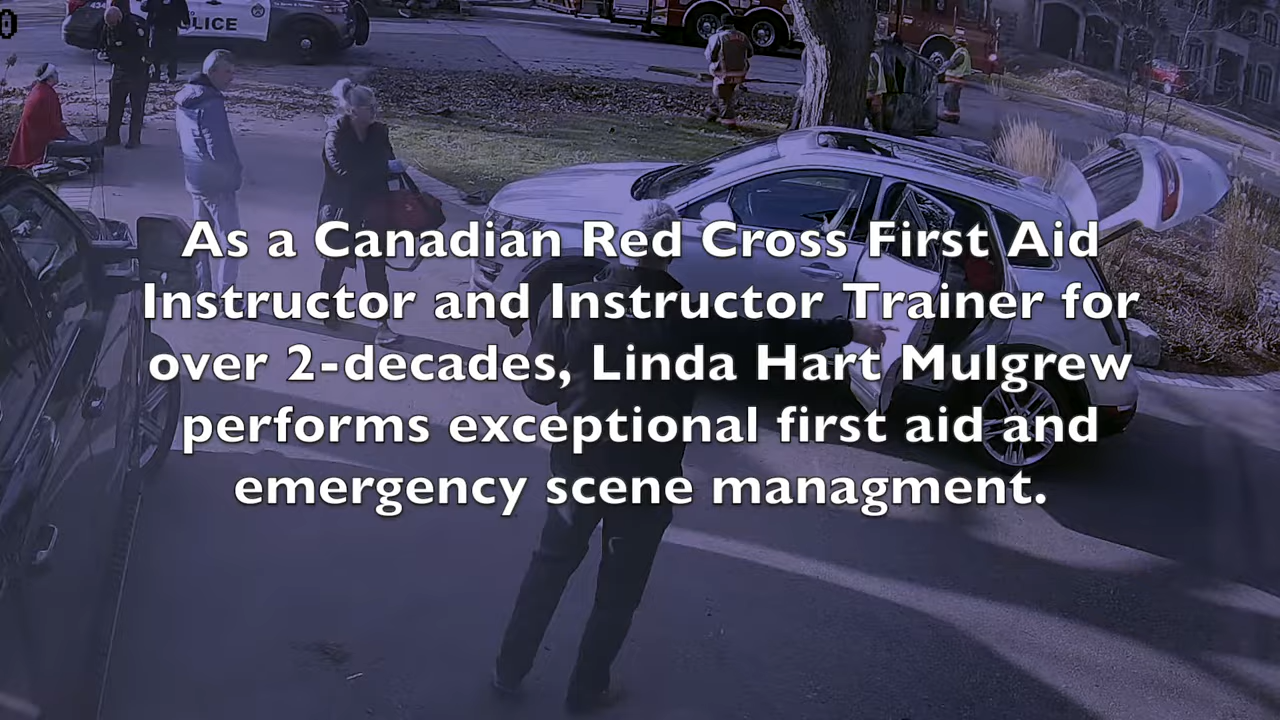 POLICE
As a Canadian Red Cross First Aid
Instructor and Instructor Trainer for
over 2-decades, Linda Hart Mulgrew
performs exceptional first aid and
emergency scene managment.